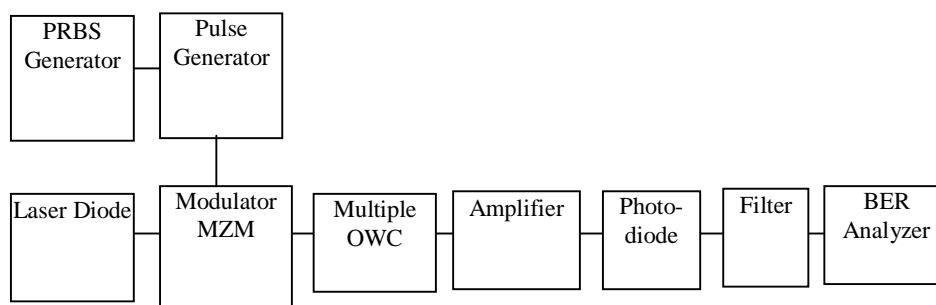 PRBS
Generator
Pulse
Generator
Laser Diode
Modulator
MZM
Multiple
OWC
Amplifier
Photo-
diode
Filter
BER
Analyzer